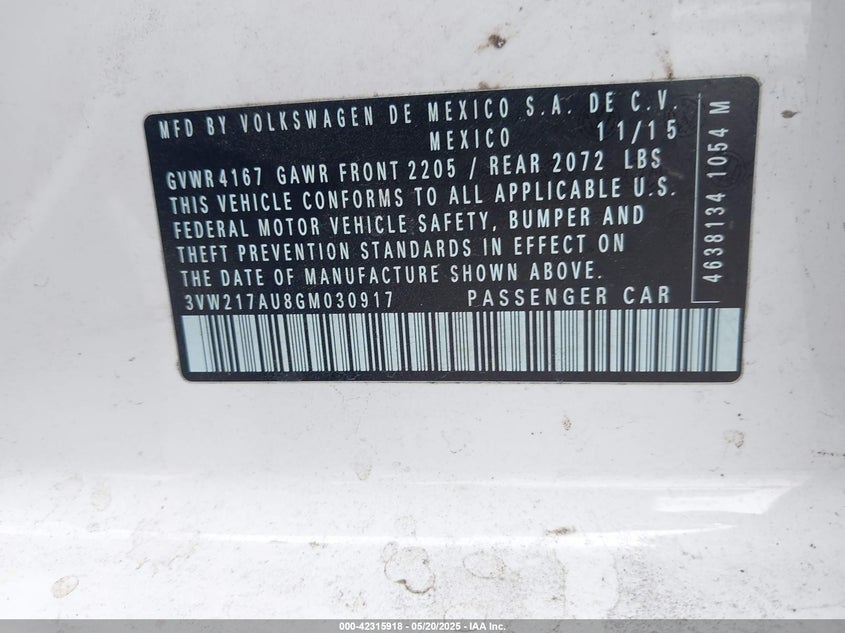 MFD BY VOLKSWAGEN DE MEXICO S.A. DE C.V.
MEXICO 11/15
GVWR 4167 GAWR FRONT 2205 / REAR 2072 LBS
THIS VEHICLE CONFORMS TO ALL APPLICABLE U.S.
FEDERAL MOTOR VEHICLE SAFETY, BUMPER AND
THEFT PREVENTION STANDARDS IN EFFECT ON
THE DATE OF MANUFACTURE SHOWN ABOVE.
3VW217AU8GM030917 PASSENGER CAR
4638134 1054 M
000-42315918 - 05/20/2025 - IAA Inc.